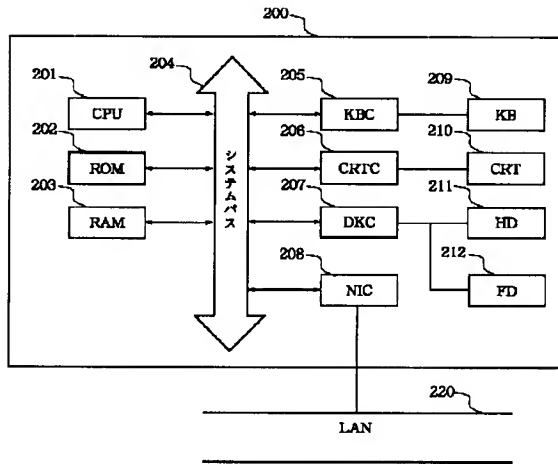 200
204
201
CPU
202
ROM
203
RAM
システムバス
205
KBC
206
CRTC
207
DKC
208
NIC
209
KB
210
CRT
211
HD
212
FD
220
LAN